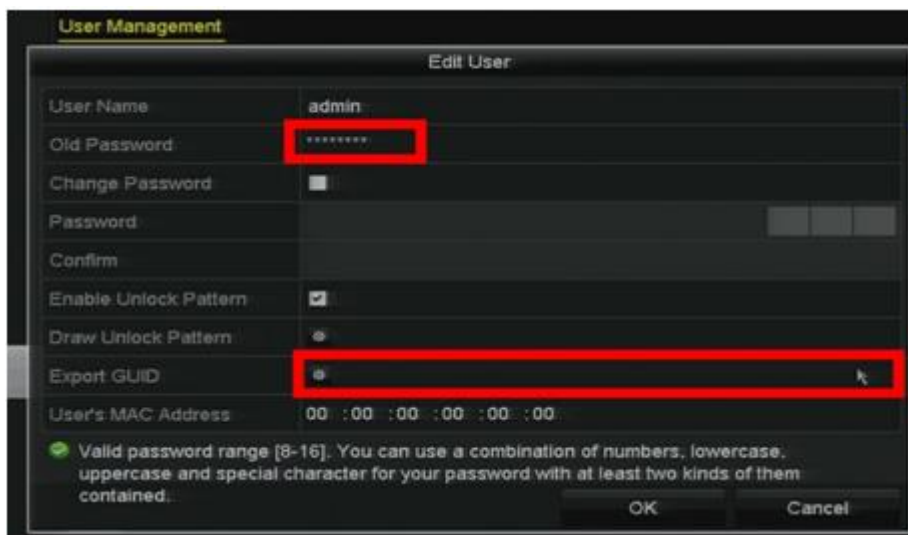 User Management
Edit User
User Name admin
Old Password ********
Change Password
Password
Confirm
Enable Unlock Pattern
Draw Unlock Pattern
Export GUID
User's MAC Address 00 :00 :00 :00 :00 :00
Valid password range [8-16]. You can use a combination of numbers, lowercase,
uppercase and special character for your password with at least two kinds of them
contained.
OK Cancel